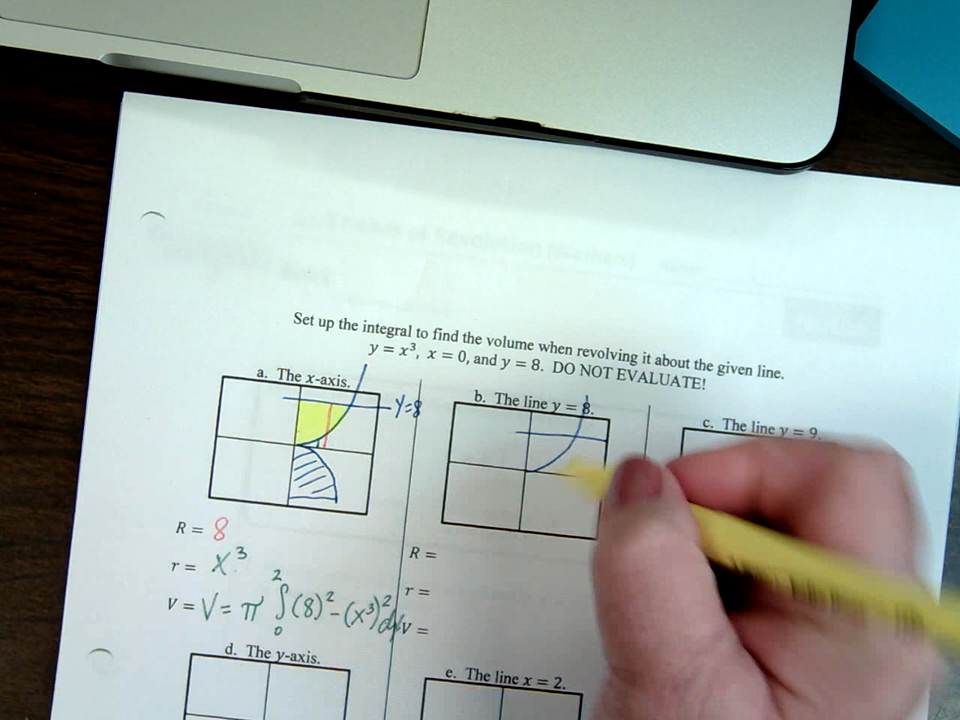 Set up the integral to find the volume when revolving it about the given line.
y = x³, x = 0, and y = 8. DO NOT EVALUATE!
a. The x-axis.
y=8
R = 8
r = x³
V = V = π ∫₀² (8)² - (x³)² dx
b. The line y = 8.
R =
r =
V =
c. The line y = 9.
d. The y-axis.
e. The line x = 2.